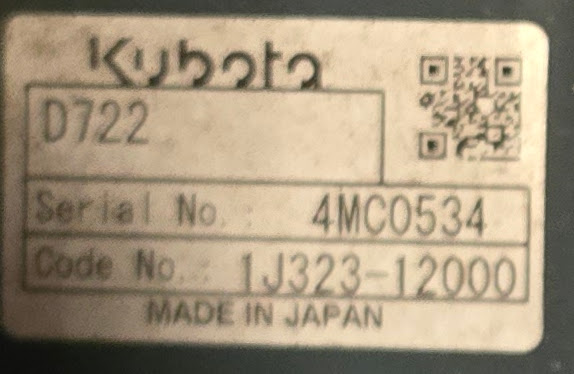 Kubota
D722
Serial No.: 4MC0534
Code No.: 1J323-12000
MADE IN JAPAN